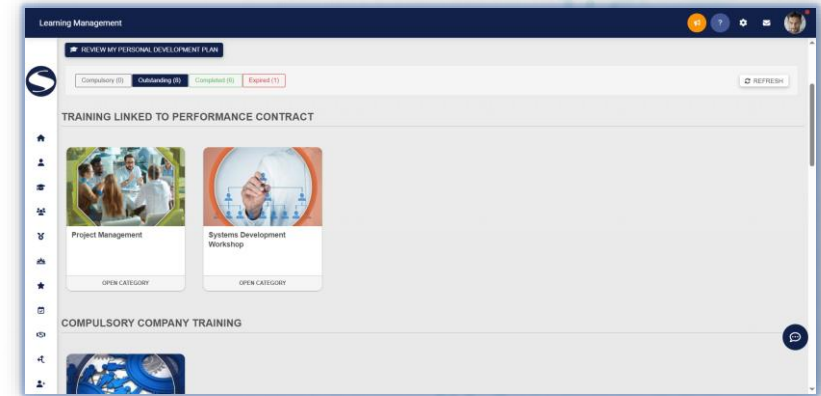 Learning Management
REVIEW MY PERSONAL DEVELOPMENT PLAN
Compulsory (0) Outstanding (8) Completed (6) Expired (1)
REFRESH
TRAINING LINKED TO PERFORMANCE CONTRACT
Project Management
Systems Development
Workshop
OPEN CATEGORY
OPEN CATEGORY
COMPULSORY COMPANY TRAINING